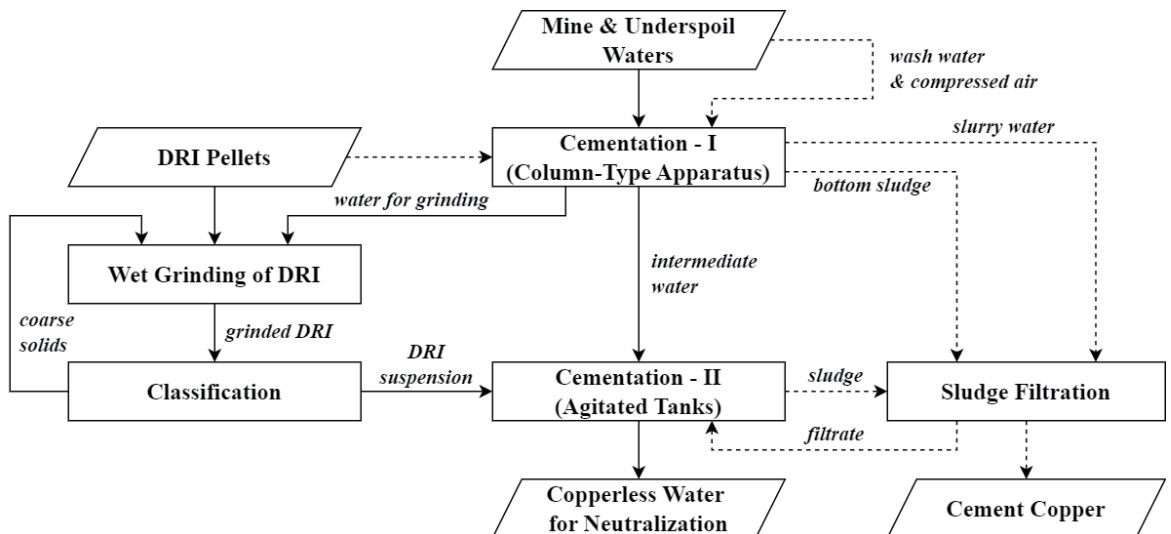 Mine & Underspoil
Waters
wash water
& compressed air
slurry water
DRI Pellets
Cementation - I
(Column-Type Apparatus)
water for grinding
bottom sludge
Wet Grinding of DRI
intermediate
water
coarse
solids
grinded DRI
DRI
suspension
Classification
Cementation - II
(Agitated Tanks)
sludge
Sludge Filtration
filtrate
Copperless Water
for Neutralization
Cement Copper